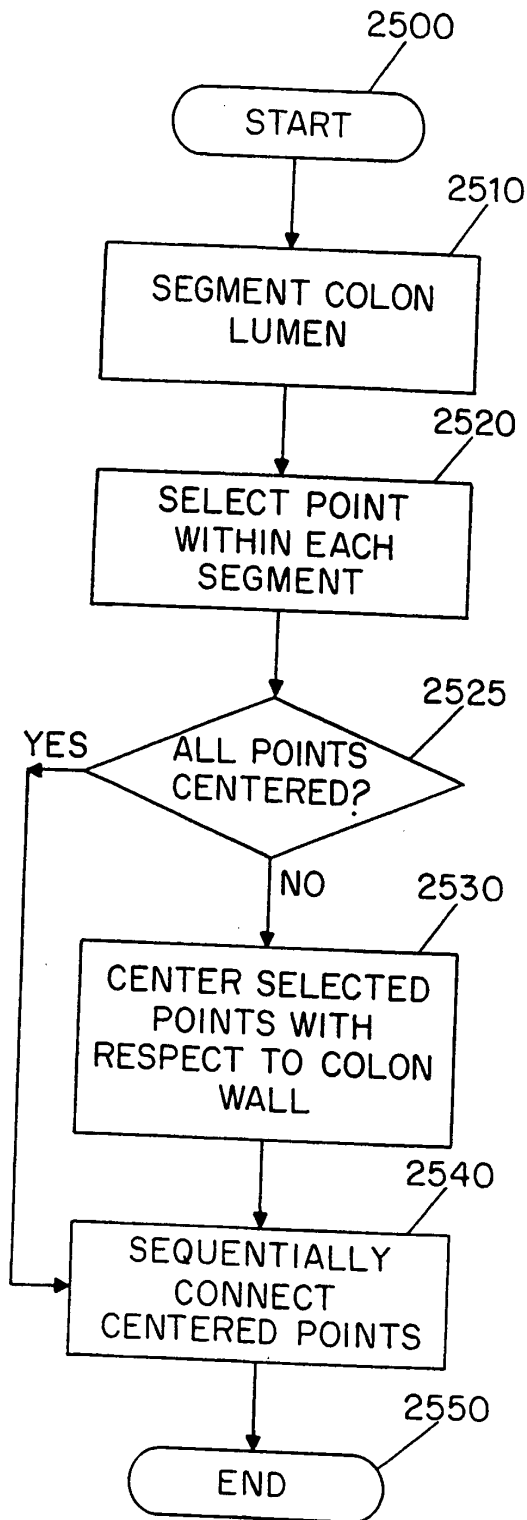 2500
START
2510
SEGMENT COLON
LUMEN
2520
SELECT POINT
WITHIN EACH
SEGMENT
2525
YES
ALL POINTS
CENTERED?
NO
2530
CENTER SELECTED
POINTS WITH
RESPECT TO COLON
WALL
2540
SEQUENTIALLY
CONNECT
CENTERED POINTS
2550
END